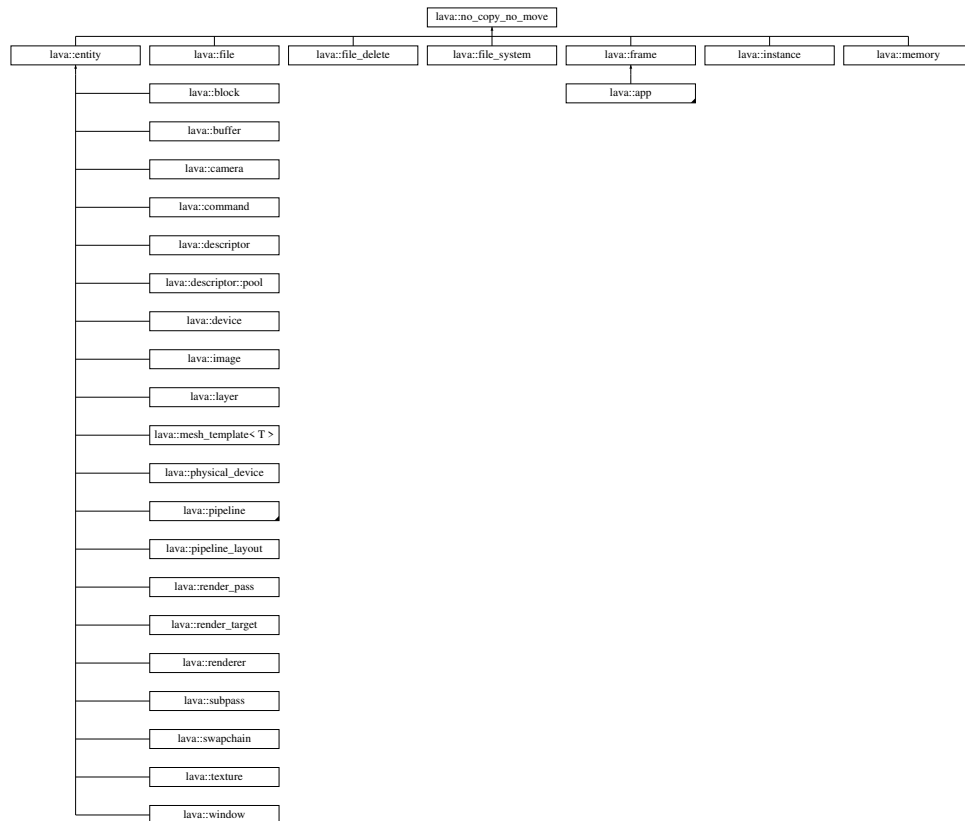 lava::no_copy_no_move
lava::entity lava::file lava::file_delete lava::file_system lava::frame lava::instance lava::memory
lava::block lava::app
lava::buffer
lava::camera
lava::command
lava::descriptor
lava::descriptor::pool
lava::device
lava::image
lava::layer
lava::mesh_template< T >
lava::physical_device
lava::pipeline
lava::pipeline_layout
lava::render_pass
lava::render_target
lava::renderer
lava::subpass
lava::swapchain
lava::texture
lava::window